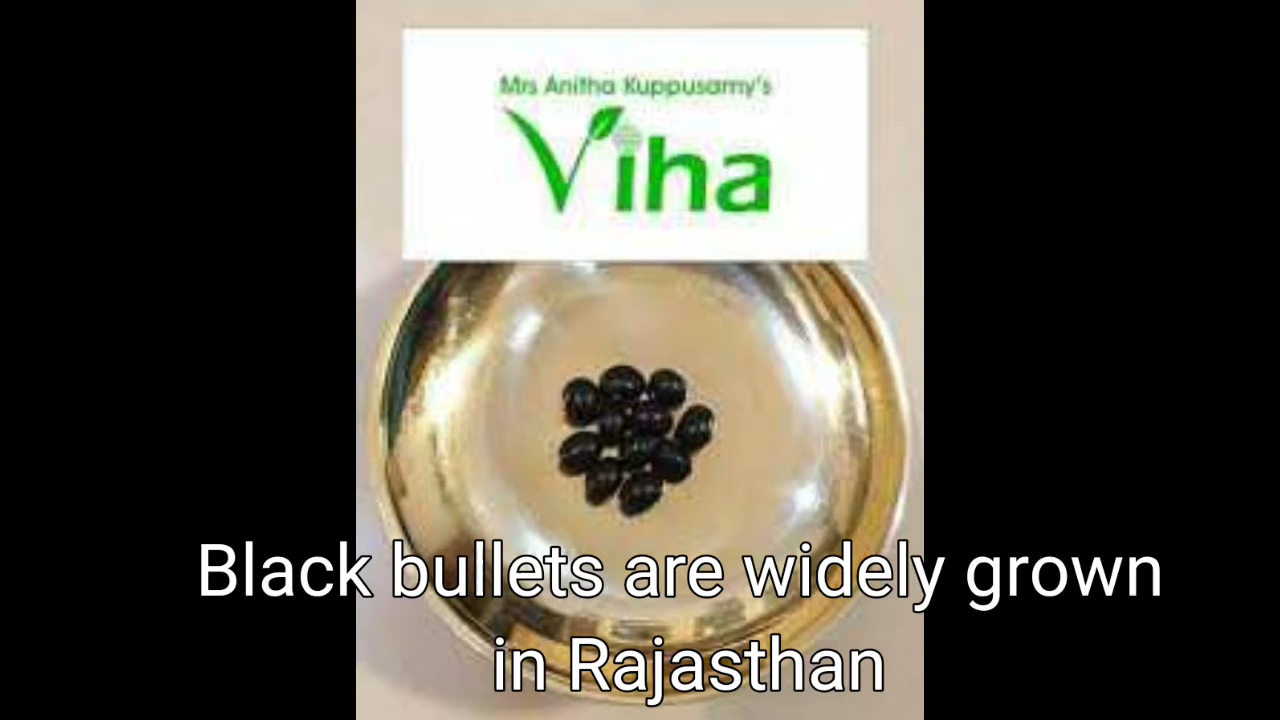 Mrs Anitha Kuppusamy's
Viha
Black bullets are widely grown
in Rajasthan